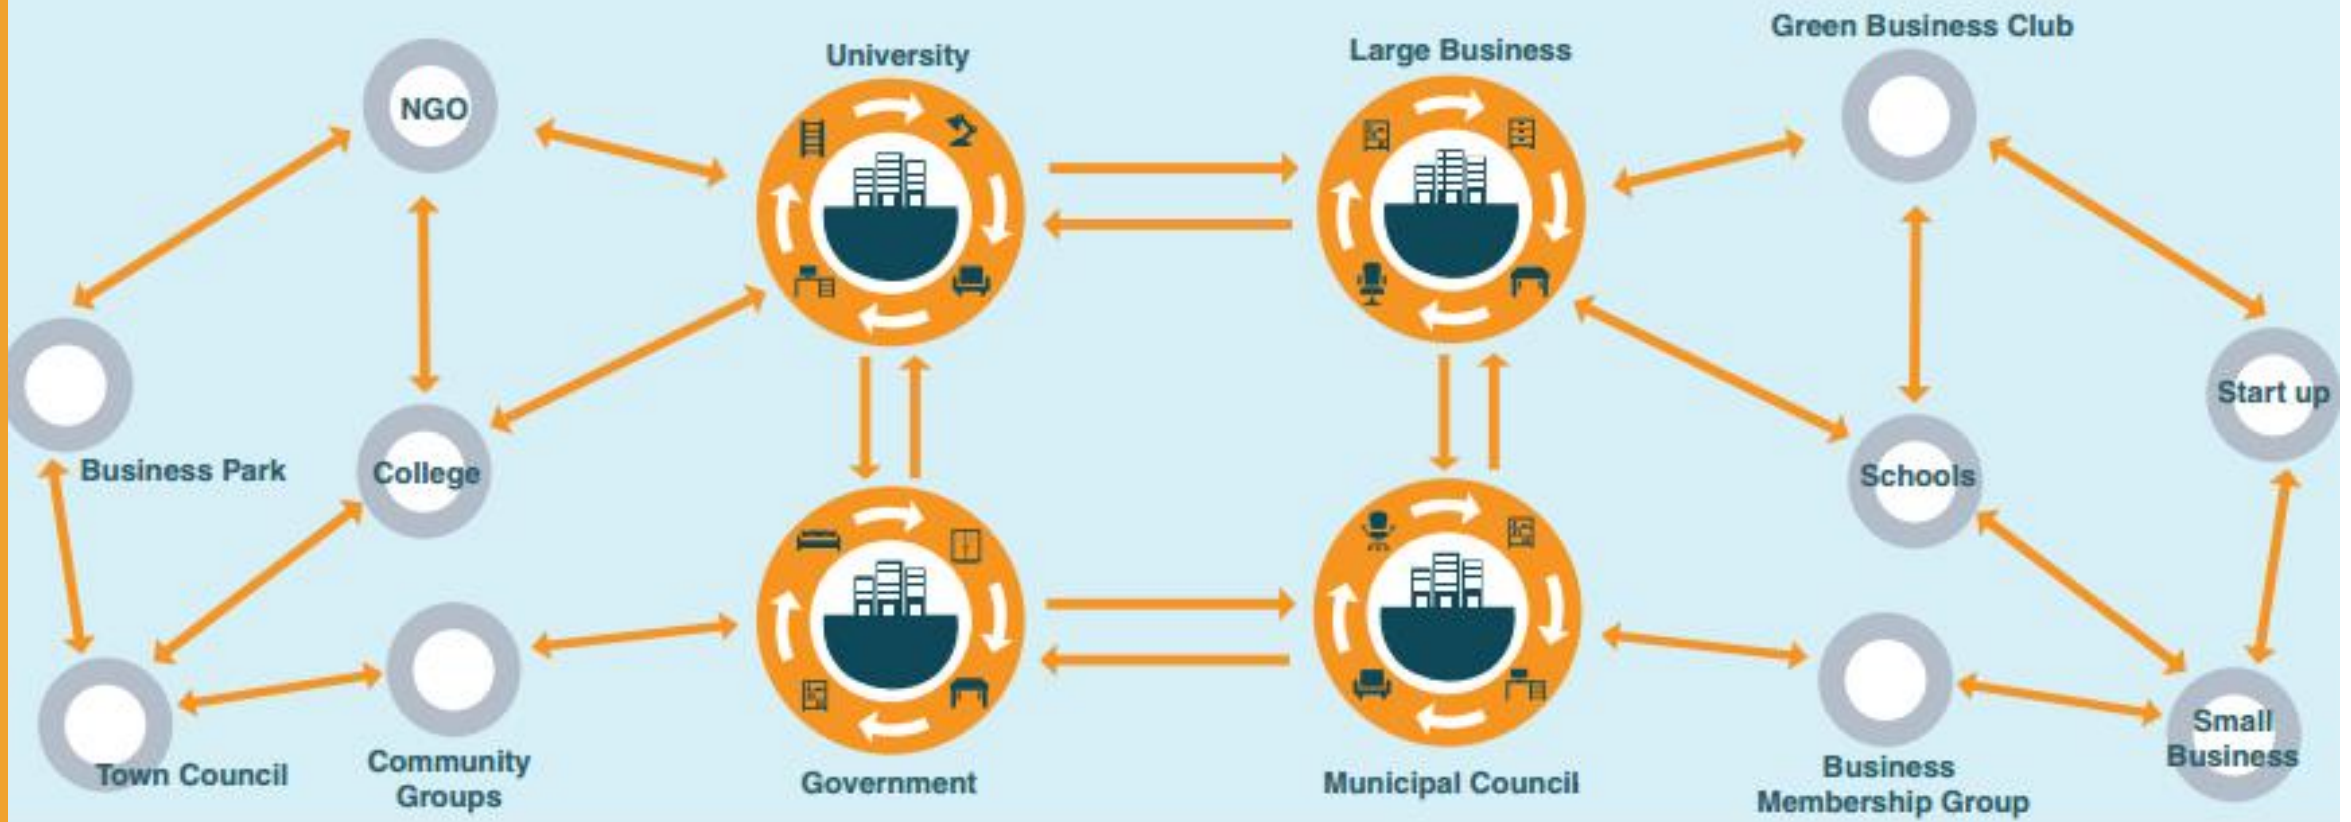 Green Business Club
University
Large Business
NGO
Start up
Business Park
College
Schools
Small
Business
Town Council
Community
Groups
Government
Municipal Council
Business
Membership Group